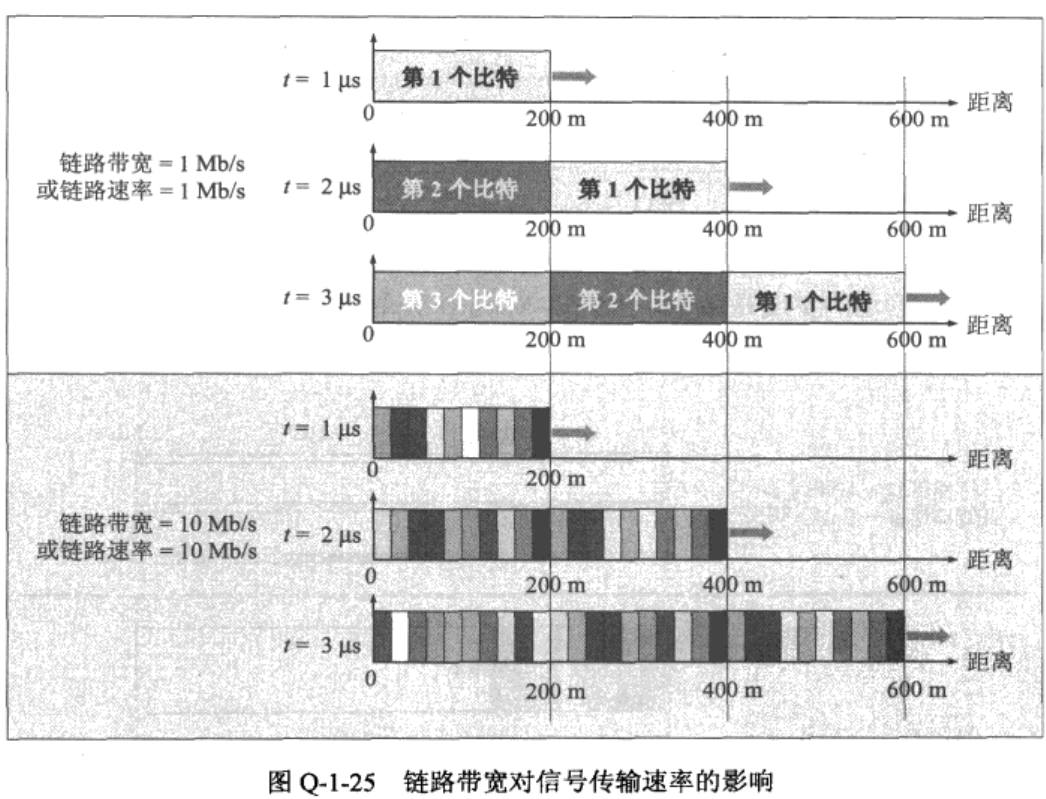 t = 1 μs
第 1 个比特
0
200 m
400 m
600 m
距离
链路带宽 = 1 Mb/s
或链路速率 = 1 Mb/s
t = 2 μs
第 2 个比特
第 1 个比特
0
200 m
400 m
600 m
距离
t = 3 μs
第 3 个比特
第 2 个比特
第 1 个比特
0
200 m
400 m
600 m
距离
t = 1 μs
0
200 m
距离
链路带宽 = 10 Mb/s
或链路速率 = 10 Mb/s
t = 2 μs
0
200 m
400 m
600 m
距离
t = 3 μs
0
200 m
400 m
600 m
距离
图 Q-1-25 链路带宽对信号传输速率的影响